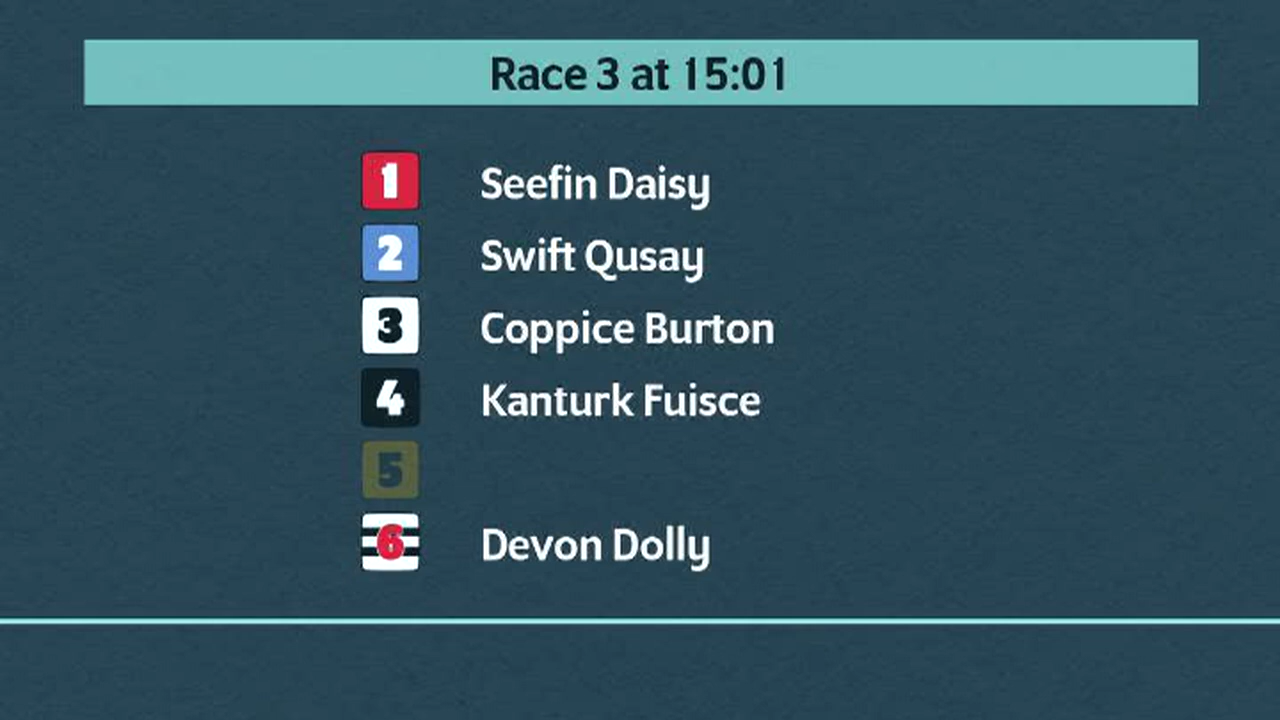 Race 3 at 15:01
1 Seefin Daisy
2 Swift Qusay
3 Coppice Burton
4 Kanturk Fuisce
5
6 Devon Dolly